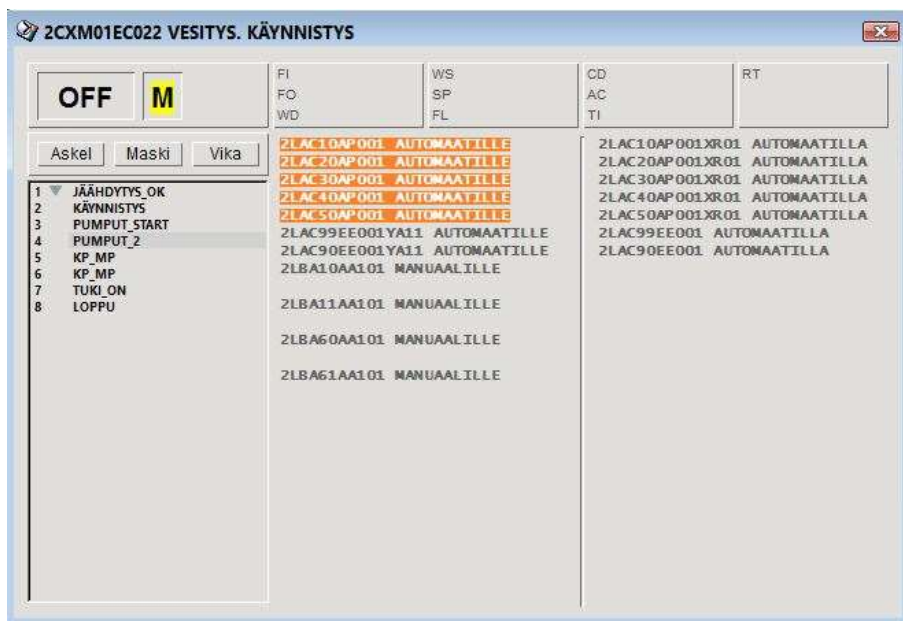 2CXM01EC022 VESITYS. KÄYNNISTYS
OFF M
FI
FO
WD
WS
SP
FL
CD
AC
TI
RT
Askel Maski Vika
1 JÄÄHDYTYS_OK
2 KÄYNNISTYS
3 PUMPUT_START
4 PUMPUT_2
5 KP_MP
6 KP_MP
7 TUKI_ON
8 LOPPU
2LAC10AP001 AUTOMAATILLE
2LAC20AP001 AUTOMAATILLE
2LAC30AP001 AUTOMAATILLE
2LAC40AP001 AUTOMAATILLE
2LAC50AP001 AUTOMAATILLE
2LAC99EE001YA11 AUTOMAATILLE
2LAC90EE001YA11 AUTOMAATILLE
2LBA10AA101 MANUAALILLE
2LBA11AA101 MANUAALILLE
2LBA60AA101 MANUAALILLE
2LBA61AA101 MANUAALILLE
2LAC10AP001XR01 AUTOMAATILLA
2LAC20AP001XR01 AUTOMAATILLA
2LAC30AP001XR01 AUTOMAATILLA
2LAC40AP001XR01 AUTOMAATILLA
2LAC50AP001XR01 AUTOMAATILLA
2LAC99EE001 AUTOMAATILLA
2LAC90EE001 AUTOMAATILLA